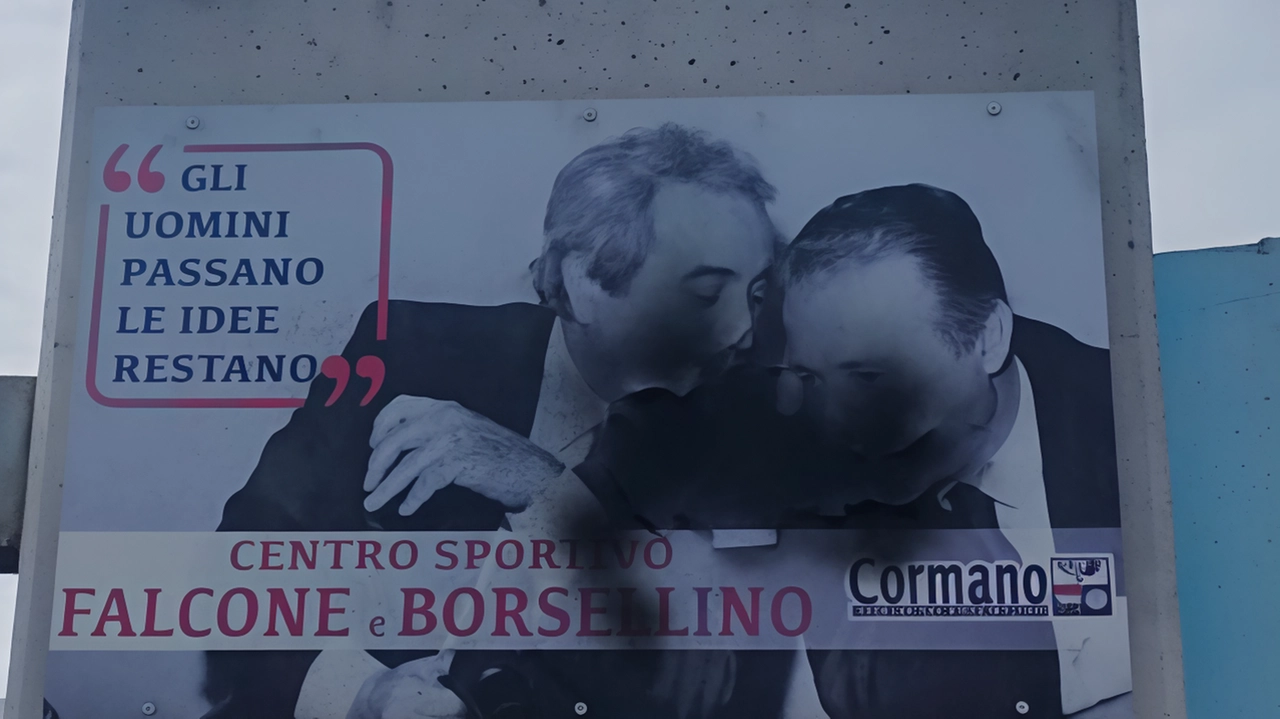 “GLI
UOMINI
PASSANO
LE IDEE
RESTANO”
CENTRO SPORTIVO
FALCONE e BORSELLINO
Cormano